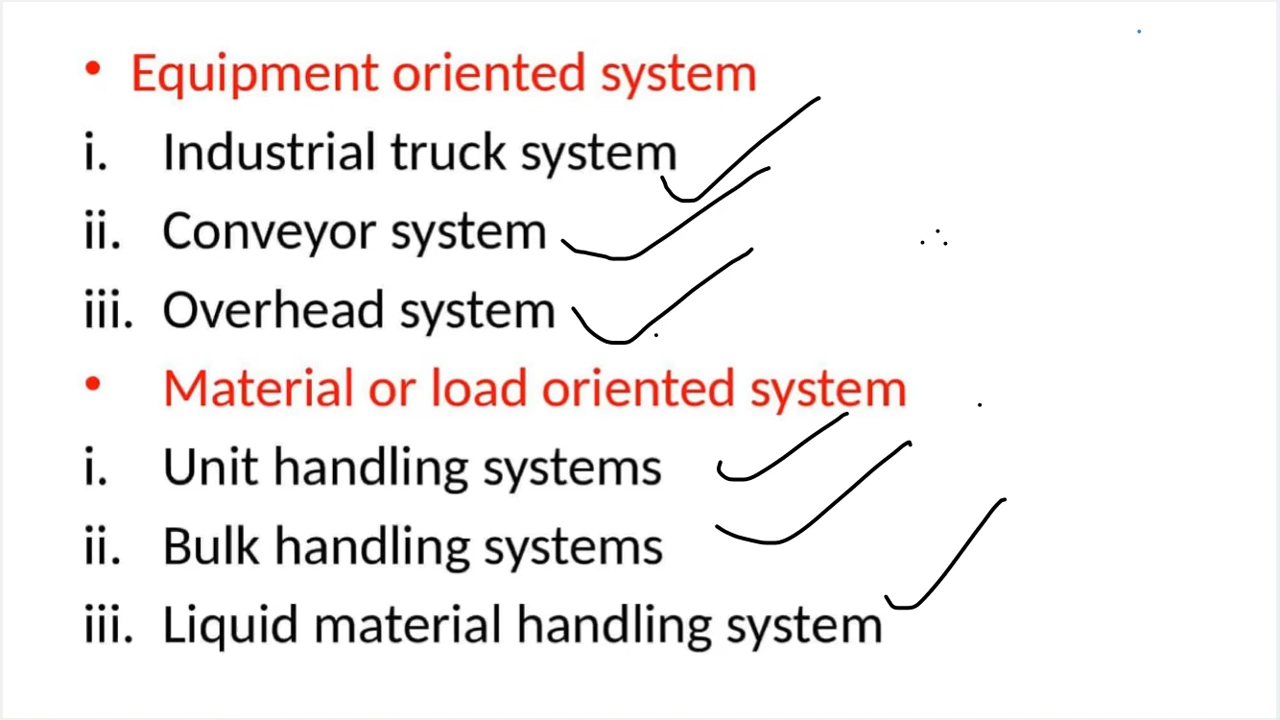 • Equipment oriented system
i. Industrial truck system
ii. Conveyor system
iii. Overhead system
• Material or load oriented system
i. Unit handling systems
ii. Bulk handling systems
iii. Liquid material handling system